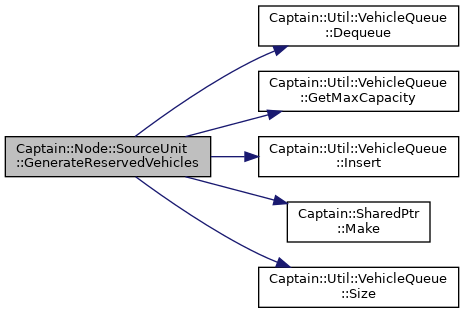 Captain::Util::VehicleQueue
::Dequeue
Captain::Util::VehicleQueue
::GetMaxCapacity
Captain::Node::SourceUnit
::GenerateReservedVehicles
Captain::Util::VehicleQueue
::Insert
Captain::SharedPtr
::Make
Captain::Util::VehicleQueue
::Size